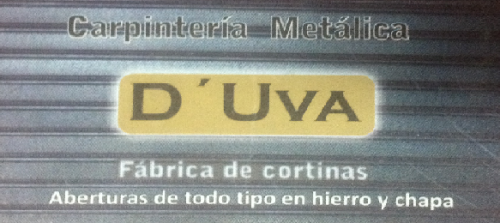 Carpintería Metálica
D´UVA
Fábrica de cortinas
Aberturas de todo tipo en hierro y chapa